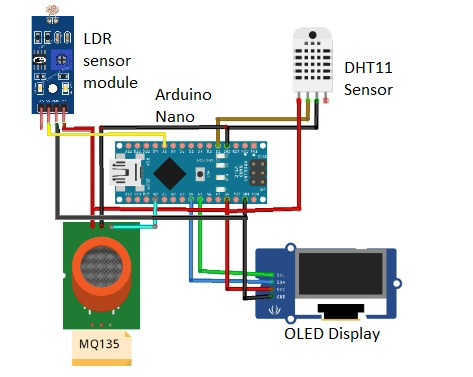 LDR
sensor
module
Arduino
Nano
DHT11
Sensor
SCL
SDA
VCC
GND
MQ135
OLED Display